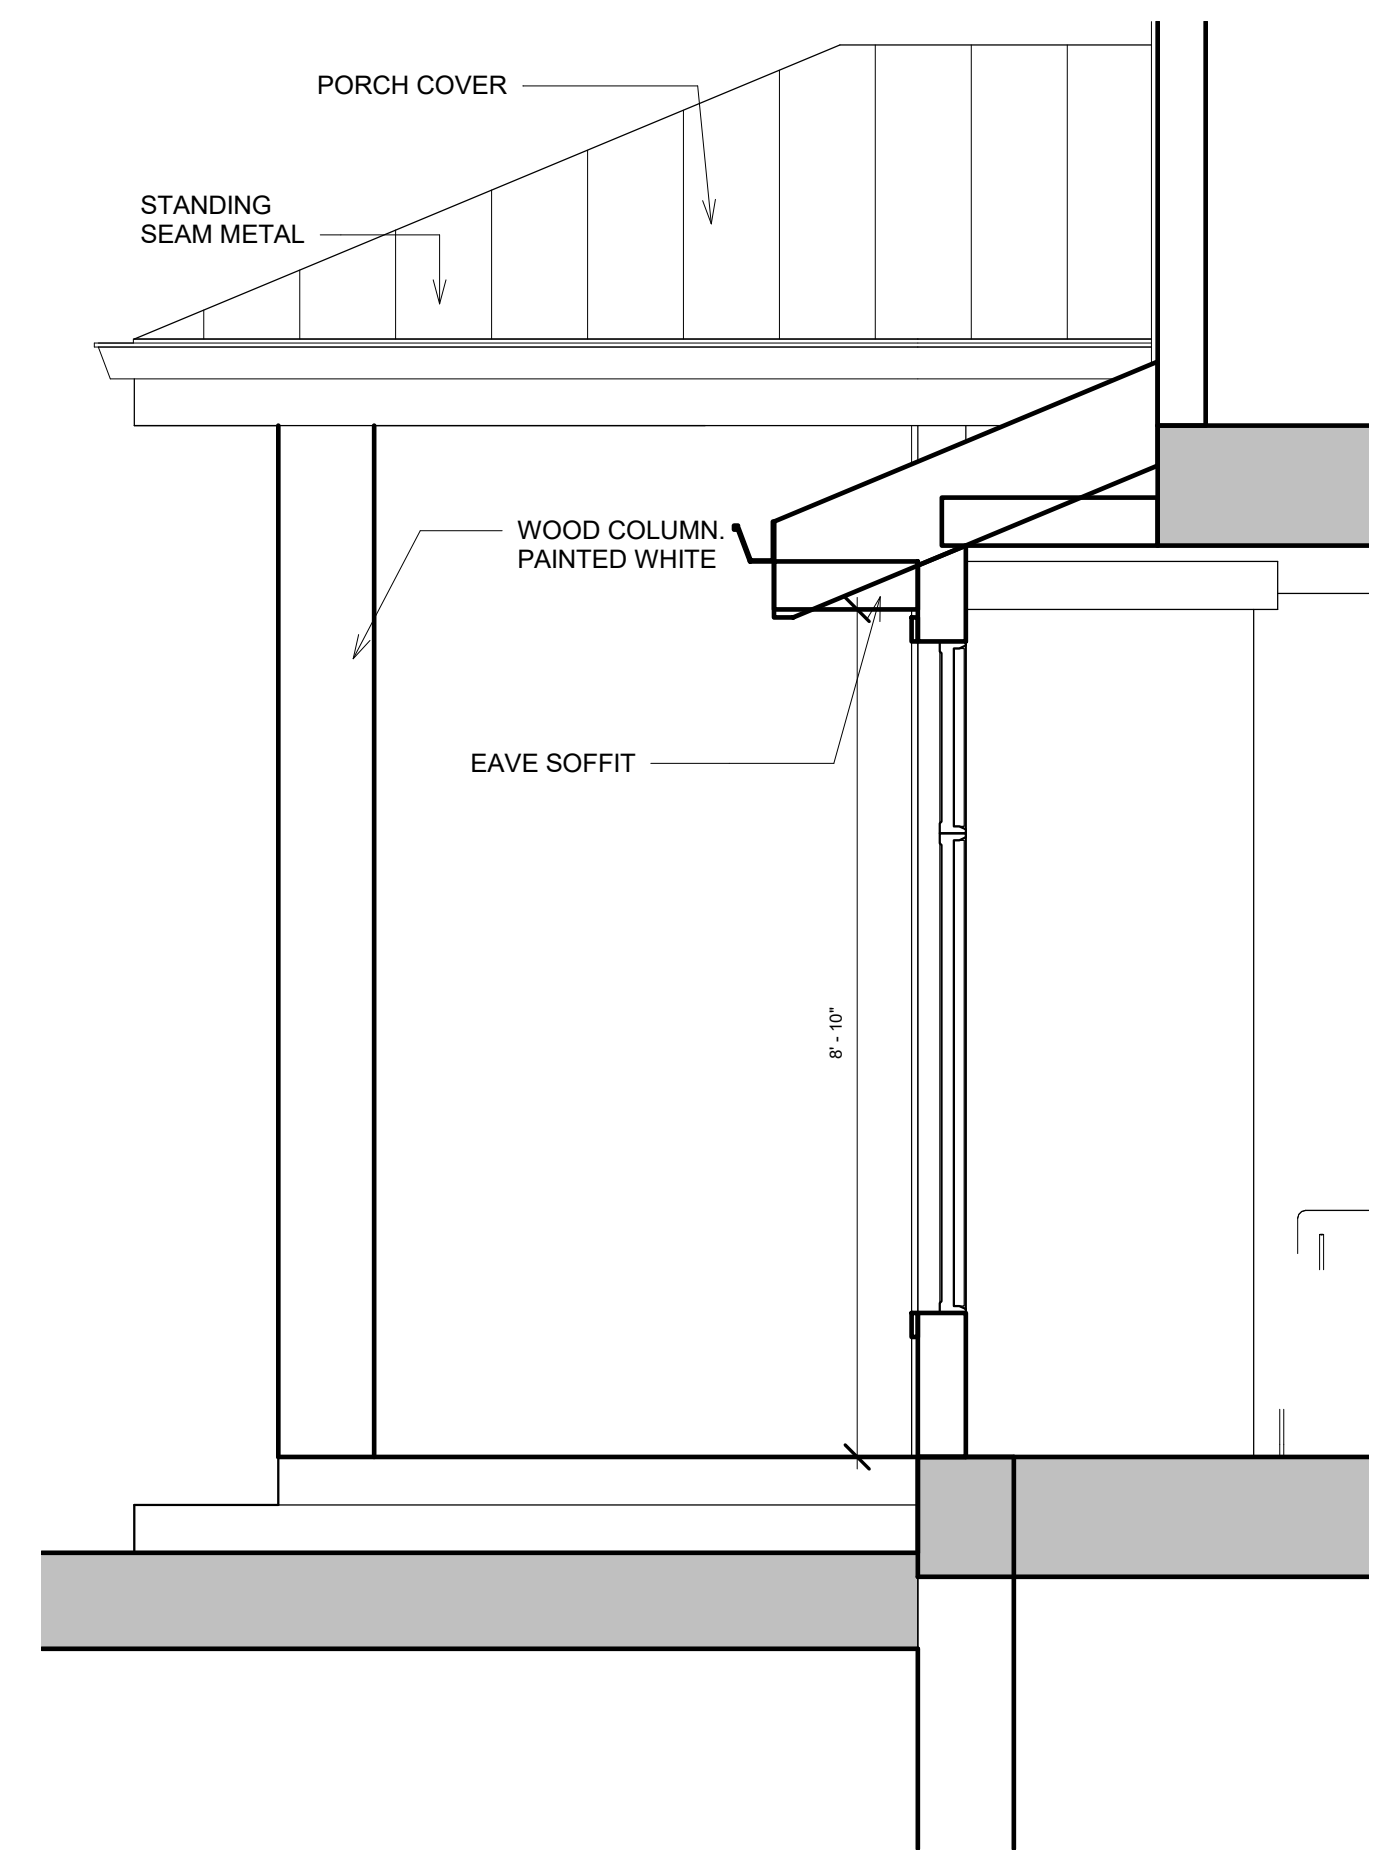 PORCH COVER
STANDING
SEAM METAL
WOOD COLUMN.
PAINTED WHITE
EAVE SOFFIT
8' - 10"